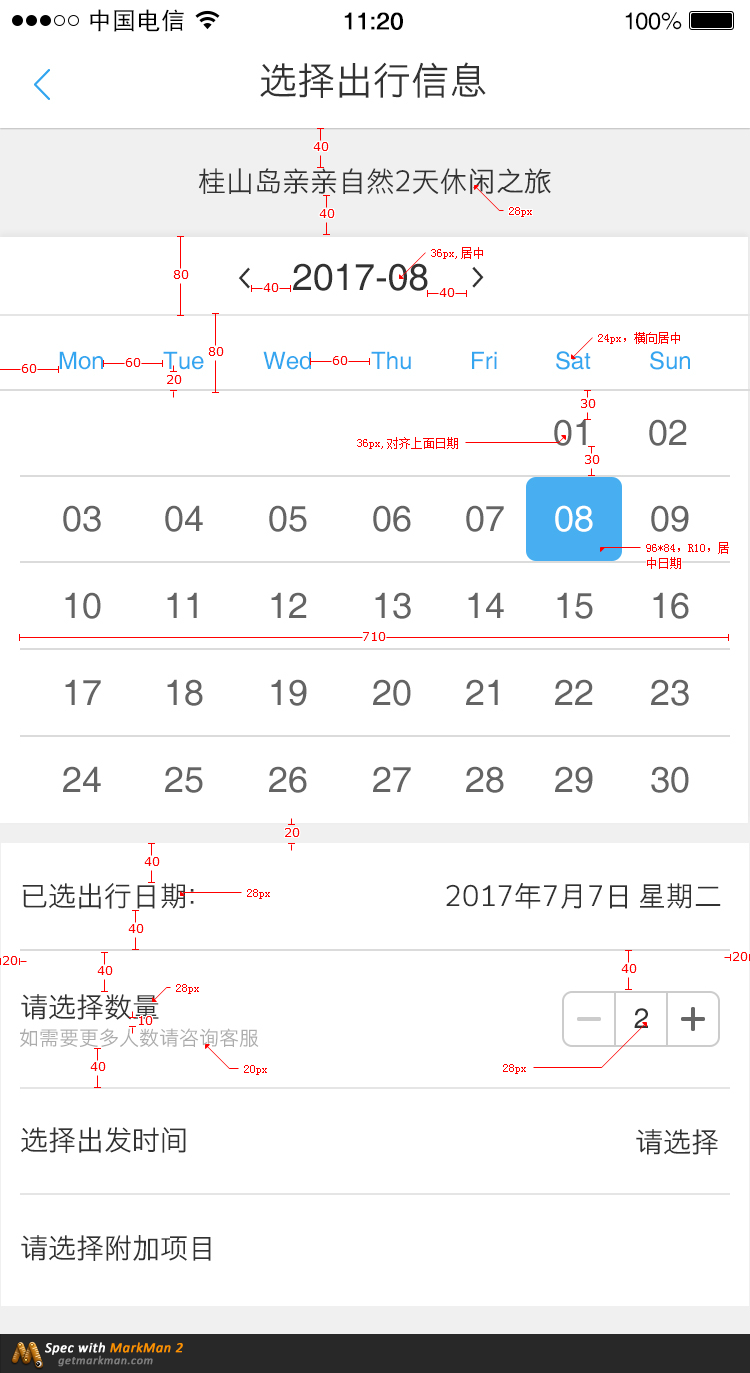 中国电信 11:20 100%
选择出行信息
40
桂山岛亲亲自然2天休闲之旅
40
28px
36px,居中
80
2017-08
40
40
80
24px，横向居中
60
Mon
60
Tue
Wed
60
Thu
Fri
Sat
Sun
20
30
36px,对齐上面日期
01 02
30
03 04 05 06 07 08 09
96*84，R10，居
中日期
10 11 12 13 14 15 16
710
17 18 19 20 21 22 23
24 25 26 27 28 29 30
20
40
已选出行日期:
28px
2017年7月7日 星期二
40
20
20
40
40
28px
请选择数量
10
2
如需要更多人数请咨询客服
40
20px
28px
选择出发时间
请选择
请选择附加项目
Spec with MarkMan 2
getmarkman.com